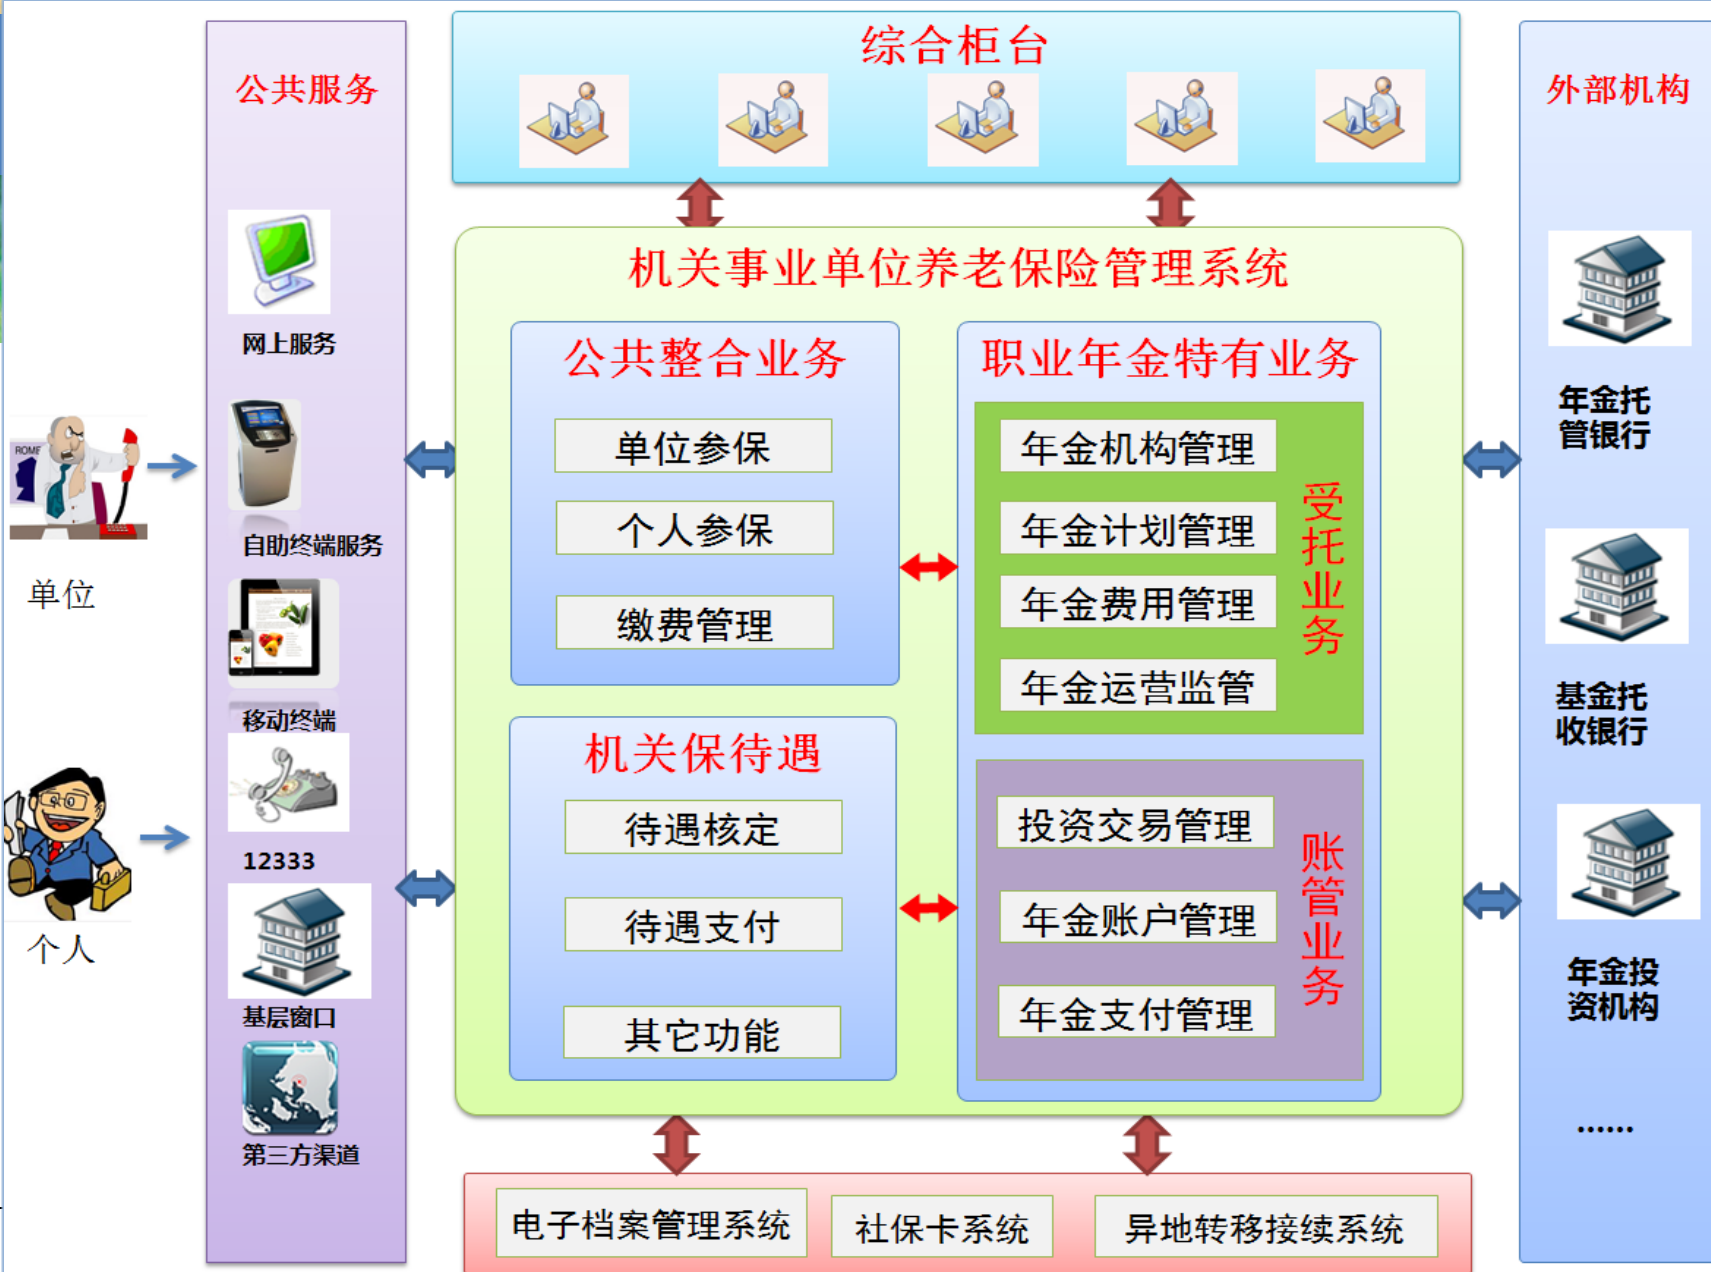 综合柜台
公共服务
外部机构
机关事业单位养老保险管理系统
网上服务
自助终端服务
移动终端
12333
基层窗口
第三方渠道
ROME
单位
个人
公共整合业务
单位参保
个人参保
缴费管理
机关保待遇
待遇核定
待遇支付
其它功能
职业年金特有业务
年金机构管理
年金计划管理
年金费用管理
年金运营监管
受托业务
投资交易管理
年金账户管理
年金支付管理
账管业务
年金托
管银行
基金托
收银行
年金投
资机构
......
电子档案管理系统
社保卡系统
异地转移接续系统